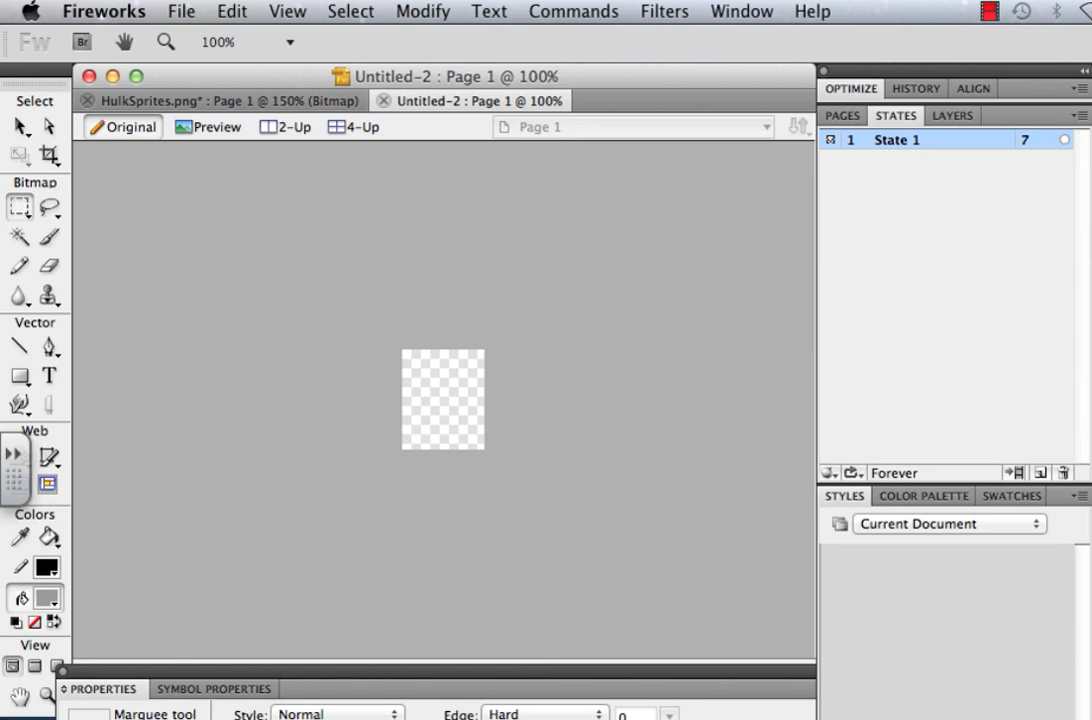 Fireworks File Edit View Select Modify Text Commands Filters Window Help
Fw Br 100%
Untitled-2 : Page 1 @ 100%
HulkSprites.png* : Page 1 @ 150% (Bitmap) Untitled-2 : Page 1 @ 100%
Original Preview 2-Up 4-Up Page 1
Select
Bitmap
Vector
T
Web
Colors
View
OPTIMIZE HISTORY ALIGN
PAGES STATES LAYERS
1 State 1 7
Forever
STYLES COLOR PALETTE SWATCHES
Current Document
PROPERTIES SYMBOL PROPERTIES
Marquee tool Style: Normal Edge: Hard 0